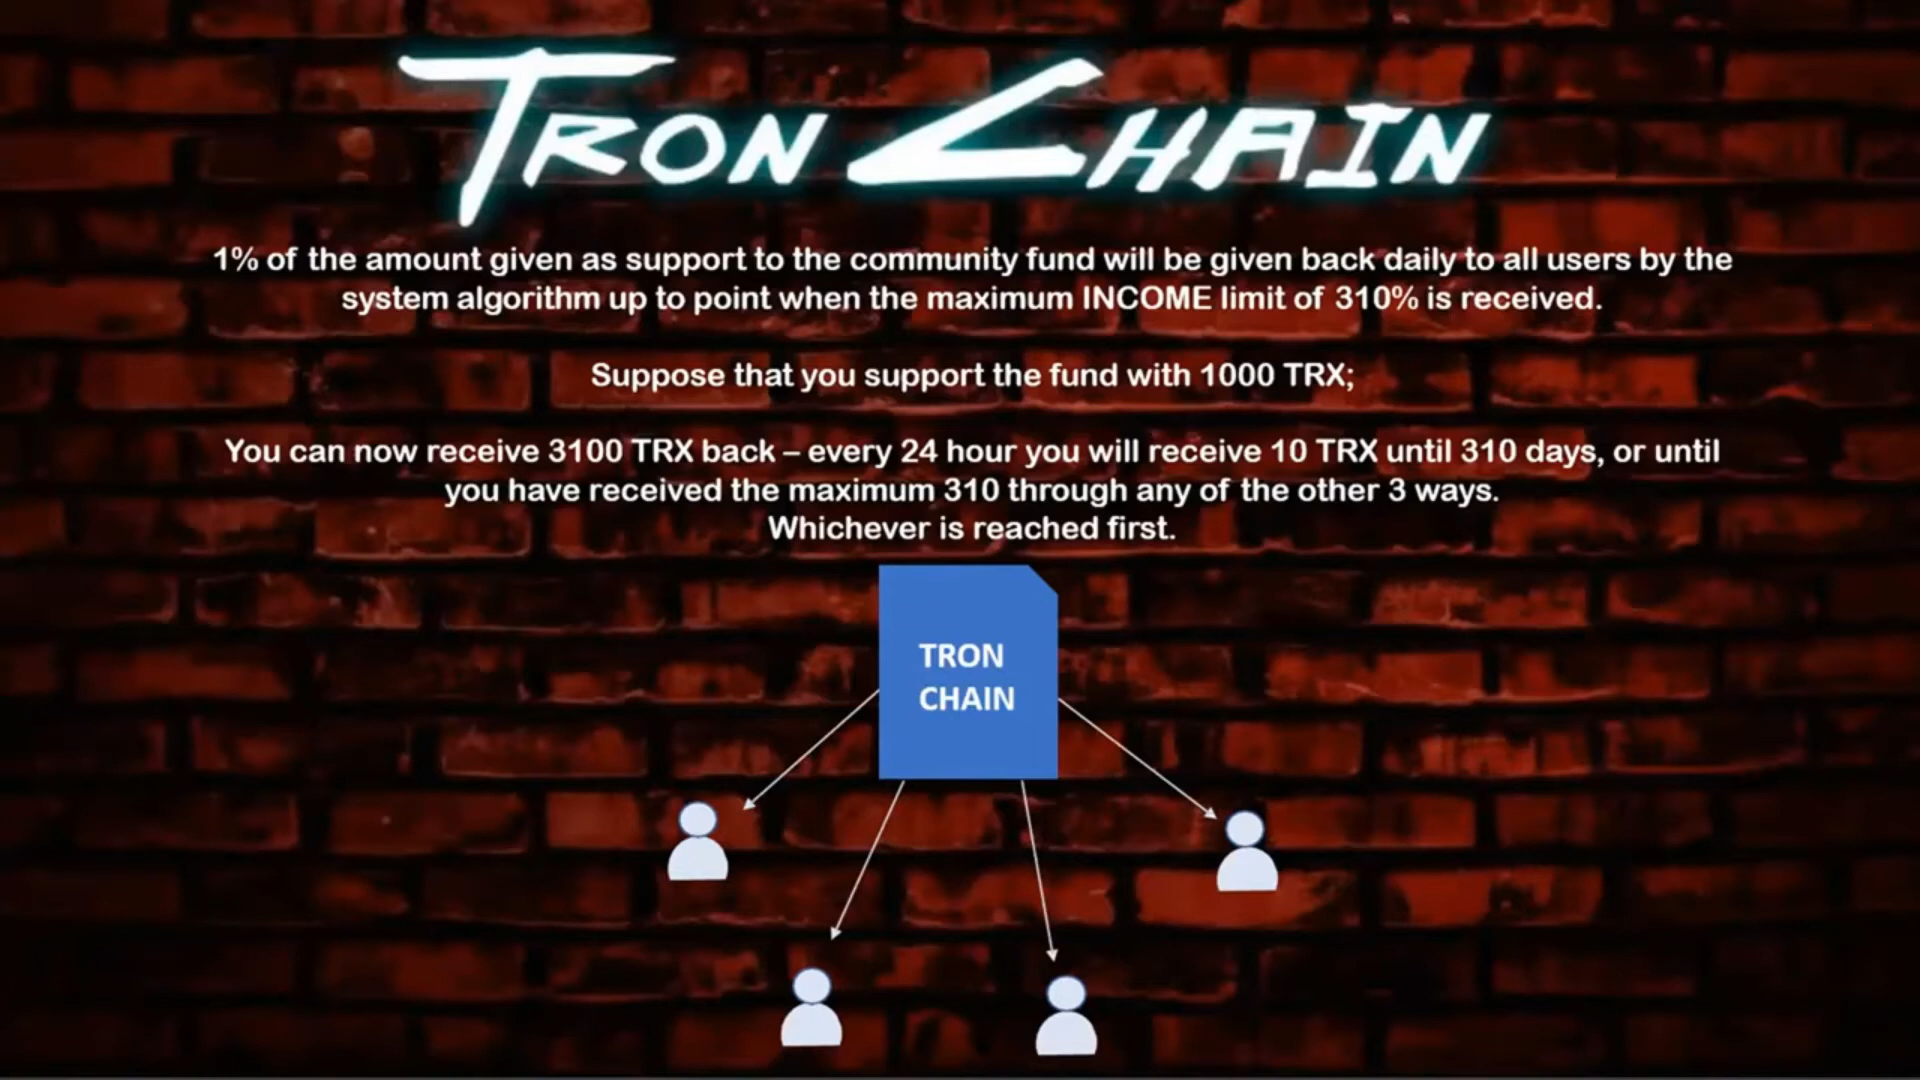 TRON CHAIN
1% of the amount given as support to the community fund will be given back daily to all users by the
system algorithm up to point when the maximum INCOME limit of 310% is received.
Suppose that you support the fund with 1000 TRX;
You can now receive 3100 TRX back – every 24 hour you will receive 10 TRX until 310 days, or until
you have received the maximum 310 through any of the other 3 ways.
Whichever is reached first.
TRON
CHAIN